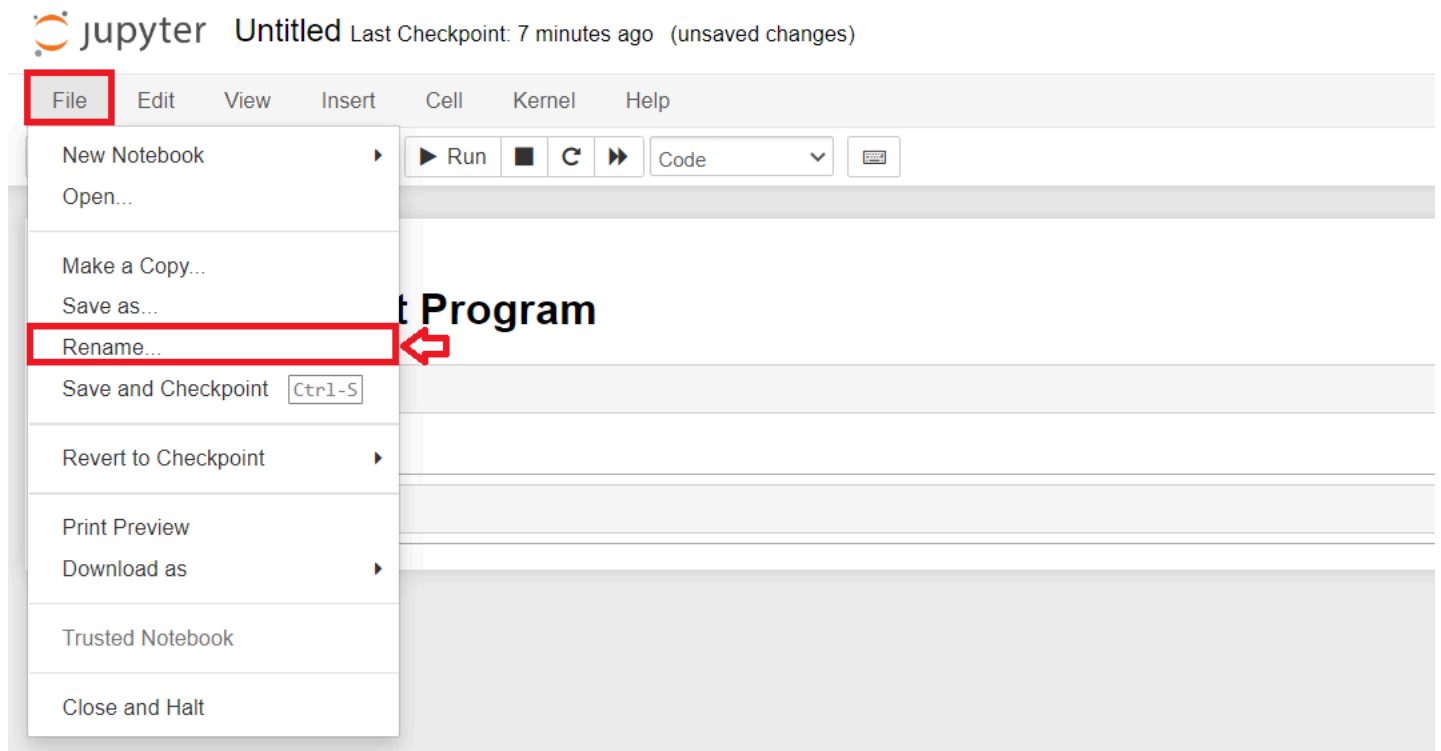 jupyter Untitled Last Checkpoint: 7 minutes ago (unsaved changes)
File Edit View Insert Cell Kernel Help
Run Code
New Notebook
Open...
Make a Copy...
Save as...
t Program
Rename...
Save and Checkpoint Ctrl-S
Revert to Checkpoint
Print Preview
Download as
Trusted Notebook
Close and Halt